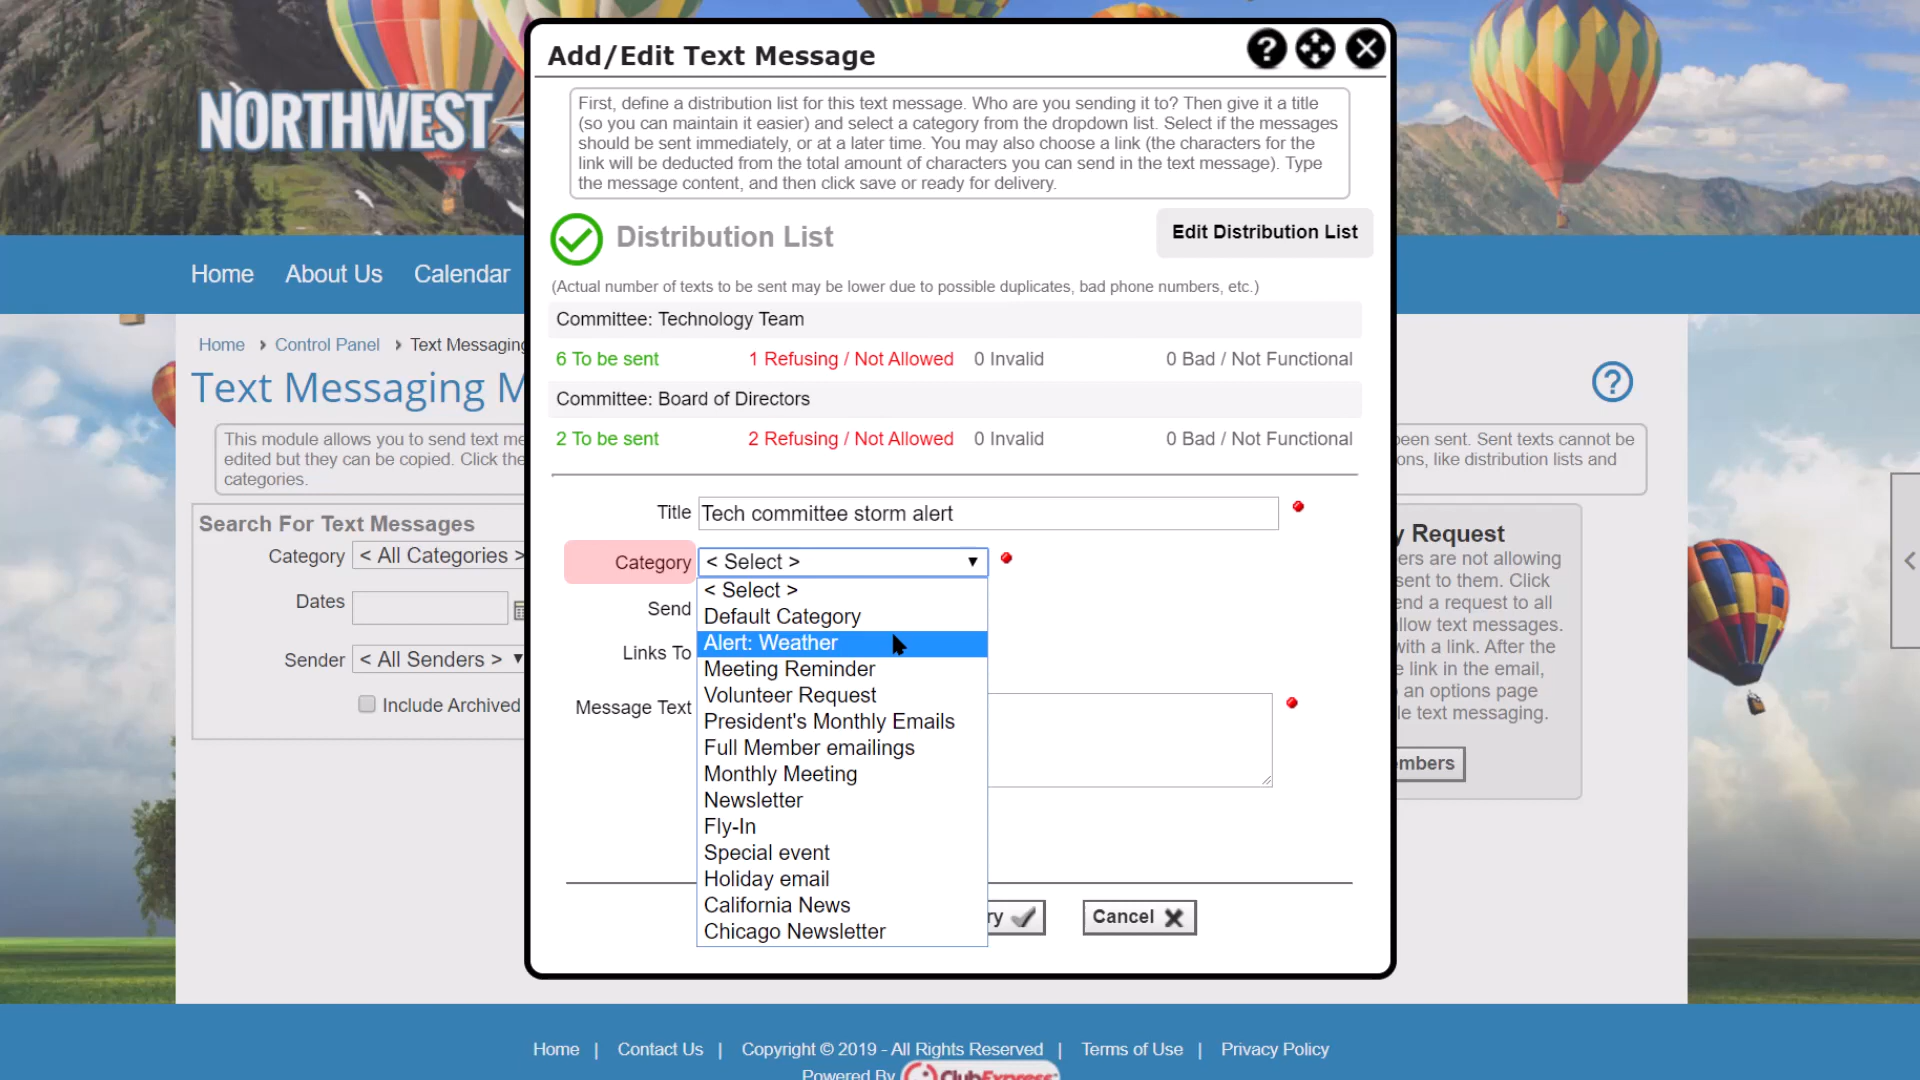 NORTHWEST
Home About Us Calendar
Home > Control Panel > Text Messaging
Text Messaging M
This module allows you to send text me
edited but they can be copied. Click the
categories.
Search For Text Messages
Category < All Categories >
Dates
Sender < All Senders > ▼
Include Archived
Add/Edit Text Message
First, define a distribution list for this text message. Who are you sending it to? Then give it a title
(so you can maintain it easier) and select a category from the dropdown list. Select if the messages
should be sent immediately, or at a later time. You may also choose a link (the characters for the
link will be deducted from the total amount of characters you can send in the text message). Type
the message content, and then click save or ready for delivery.
Distribution List
Edit Distribution List
(Actual number of texts to be sent may be lower due to possible duplicates, bad phone numbers, etc.)
Committee: Technology Team
6 To be sent 1 Refusing / Not Allowed 0 Invalid 0 Bad / Not Functional
Committee: Board of Directors
2 To be sent 2 Refusing / Not Allowed 0 Invalid 0 Bad / Not Functional
Title Tech committee storm alert
Category < Select > ▼
< Select >
Default Category
Alert: Weather
Meeting Reminder
Volunteer Request
President's Monthly Emails
Full Member emailings
Monthly Meeting
Newsletter
Fly-In
Special event
Holiday email
California News
Chicago Newsletter
Send
Links To
Message Text
ry
Cancel
been sent. Sent texts cannot be
ons, like distribution lists and
y Request
ers are not allowing
sent to them. Click
end a request to all
llow text messages.
with a link. After the
e link in the email,
o an options page
le text messaging.
mbers
Home | Contact Us | Copyright © 2019 - All Rights Reserved | Terms of Use | Privacy Policy
Powered By ClubExpress